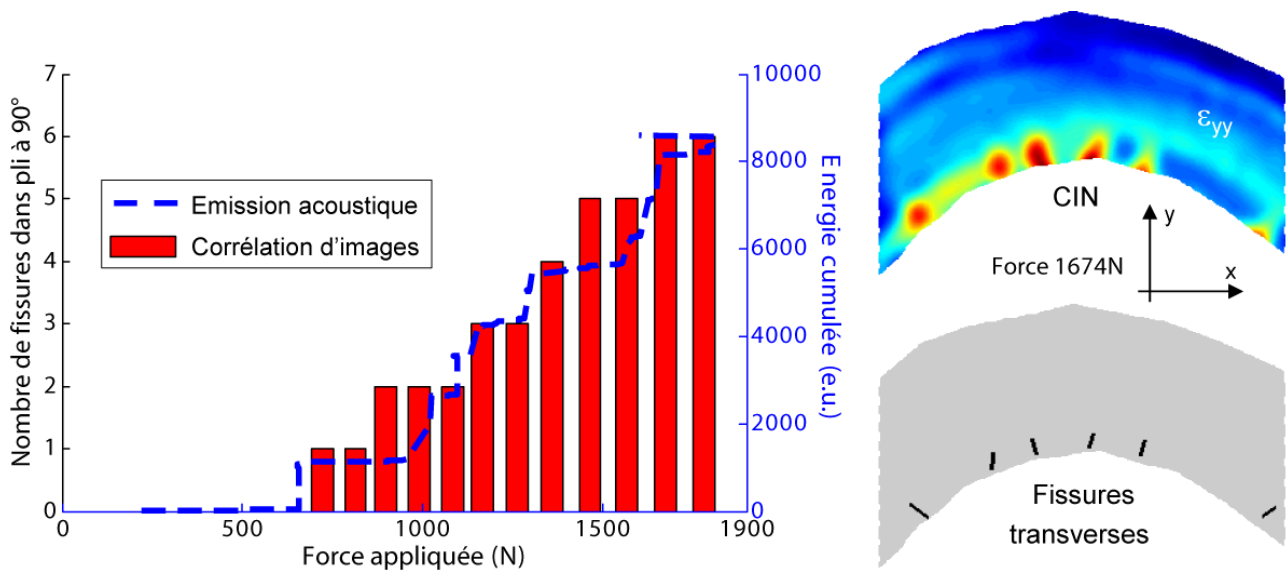 Nombre de fissures dans pli à 90°
7
6
5
4
3
2
1
0
Emission acoustique
Corrélation d'images
0
500
1000
1500
1900
Force appliquée (N)
10000
8000
6000
4000
2000
0
Energie cumulée (e.u.)
εyy
CIN
y
x
Force 1674N
Fissures
transverses